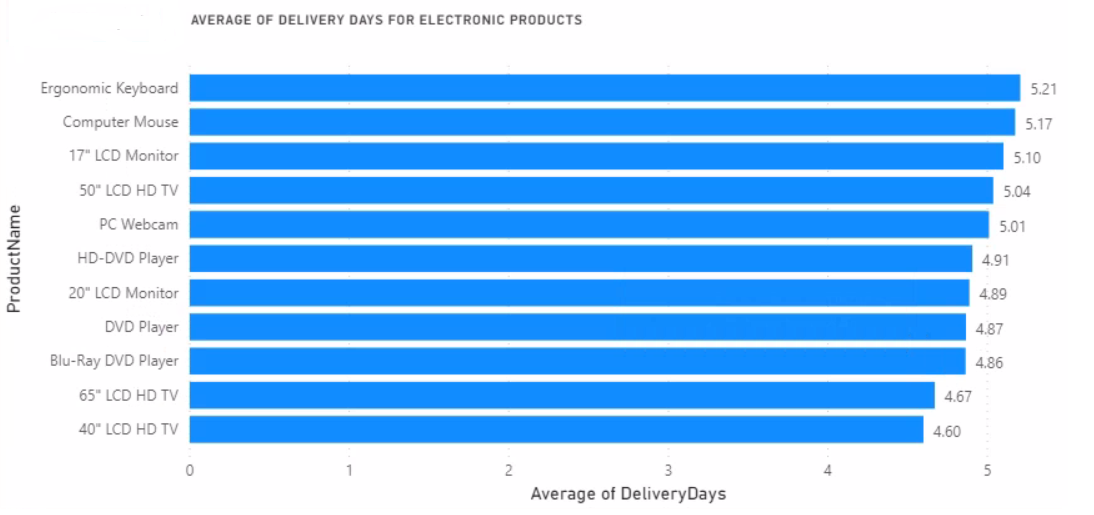 AVERAGE OF DELIVERY DAYS FOR ELECTRONIC PRODUCTS
ProductName
Ergonomic Keyboard 5.21
Computer Mouse 5.17
17" LCD Monitor 5.10
50" LCD HD TV 5.04
PC Webcam 5.01
HD-DVD Player 4.91
20" LCD Monitor 4.89
DVD Player 4.87
Blu-Ray DVD Player 4.86
65" LCD HD TV 4.67
40" LCD HD TV 4.60
0 1 2 3 4 5
Average of DeliveryDays